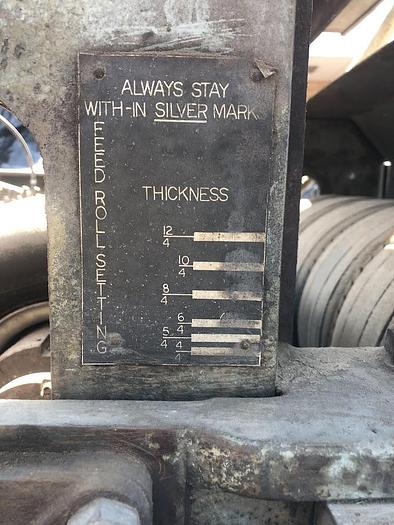 ALWAYS STAY
WITH-IN SILVER MARK
FEED ROLL SETTING
THICKNESS
12/4
10/4
8/4
6/4
5/4
4/4